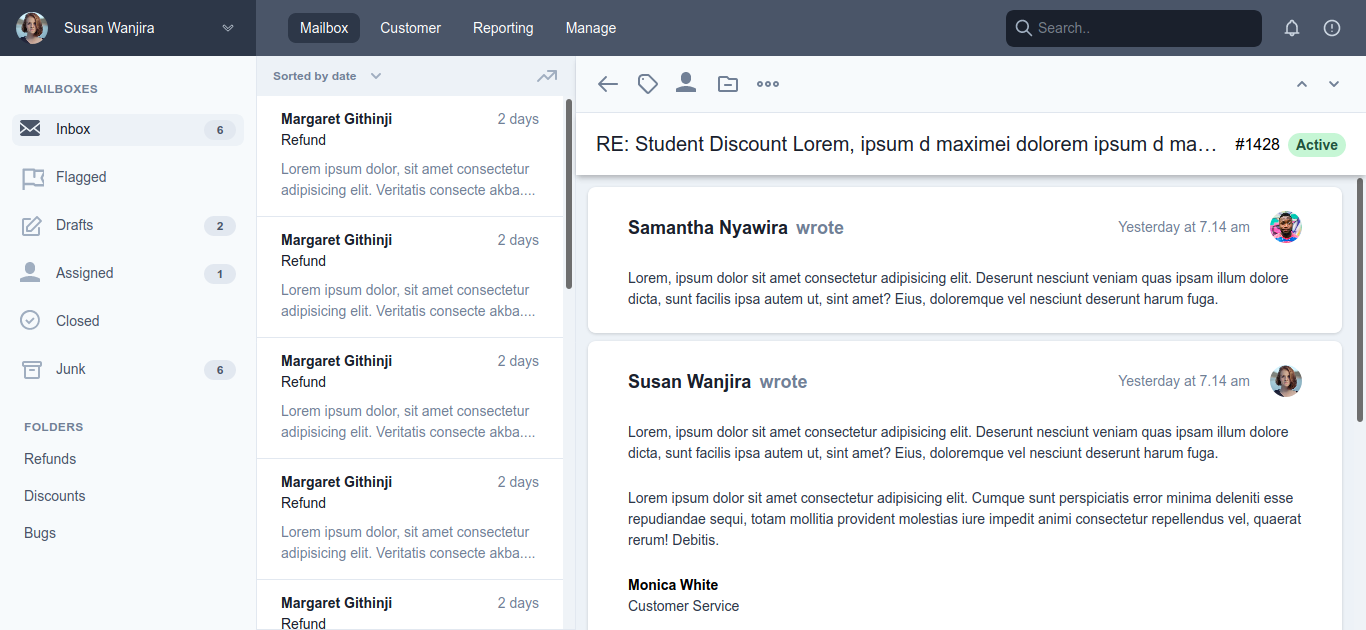 Susan Wanjira
Mailbox
Customer
Reporting
Manage
Search..
MAILBOXES
Inbox 6
Flagged
Drafts 2
Assigned 1
Closed
Junk 6
FOLDERS
Refunds
Discounts
Bugs
Sorted by date
Margaret Githinji 2 days
Refund
Lorem ipsum dolor, sit amet consectetur
adipisicing elit. Veritatis consecte akba....
Margaret Githinji 2 days
Refund
Lorem ipsum dolor, sit amet consectetur
adipisicing elit. Veritatis consecte akba....
Margaret Githinji 2 days
Refund
Lorem ipsum dolor, sit amet consectetur
adipisicing elit. Veritatis consecte akba....
Margaret Githinji 2 days
Refund
Lorem ipsum dolor, sit amet consectetur
adipisicing elit. Veritatis consecte akba....
Margaret Githinji 2 days
Refund
RE: Student Discount Lorem, ipsum d maximei dolorem ipsum d ma... #1428 Active
Samantha Nyawira wrote Yesterday at 7.14 am
Lorem, ipsum dolor sit amet consectetur adipisicing elit. Deserunt nesciunt veniam quas ipsam illum dolore
dicta, sunt facilis ipsa autem ut, sint amet? Eius, doloremque vel nesciunt deserunt harum fuga.
Susan Wanjira wrote Yesterday at 7.14 am
Lorem, ipsum dolor sit amet consectetur adipisicing elit. Deserunt nesciunt veniam quas ipsam illum dolore
dicta, sunt facilis ipsa autem ut, sint amet? Eius, doloremque vel nesciunt deserunt harum fuga.
Lorem ipsum dolor sit amet consectetur adipisicing elit. Cumque sunt perspiciatis error minima deleniti esse
repudiandae sequi, totam mollitia provident molestias iure impedit animi consectetur repellendus vel, quaerat
rerum! Debitis.
Monica White
Customer Service